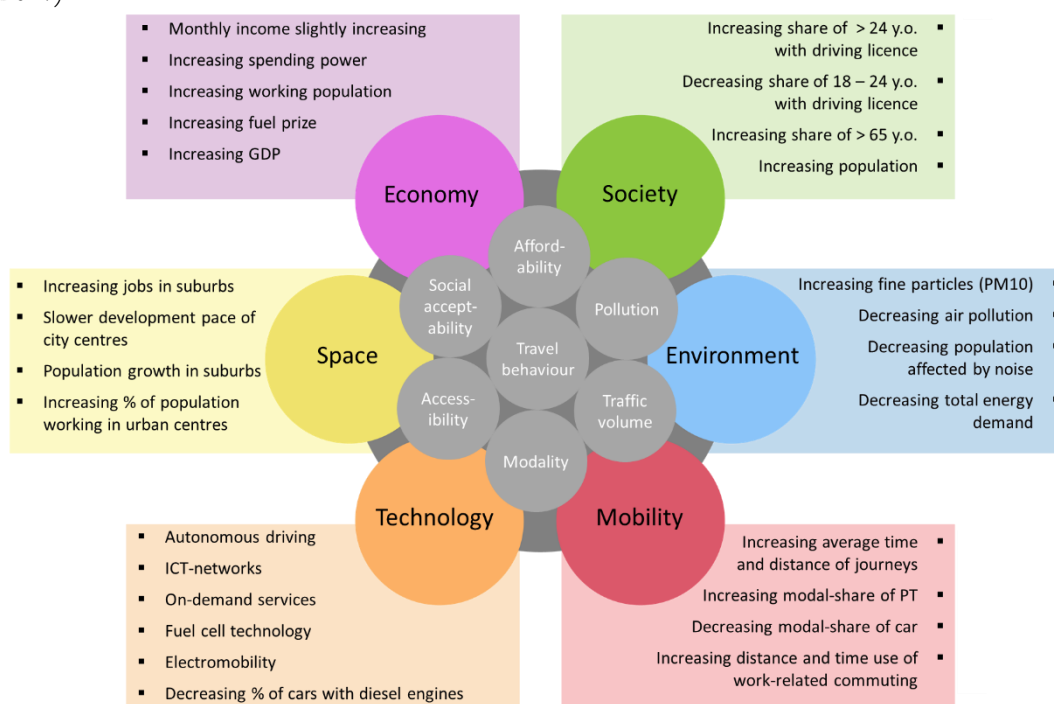 ▪ Monthly income slightly increasing
▪ Increasing spending power
▪ Increasing working population
▪ Increasing fuel prize
▪ Increasing GDP
Increasing share of > 24 y.o. ▪
with driving licence
Decreasing share of 18 – 24 y.o. ▪
with driving licence
Increasing share of > 65 y.o. ▪
Increasing population ▪
Economy
Society
Afford-
ability
Social
accept-
ability
Pollution
▪ Increasing jobs in suburbs
▪ Slower development pace of
city centres
▪ Population growth in suburbs
▪ Increasing % of population
working in urban centres
Space
Travel
behaviour
Environment
Increasing fine particles (PM10)
Decreasing air pollution
Decreasing population
affected by noise
Decreasing total energy
demand
Access-
ibility
Traffic
volume
Modality
Technology
Mobility
▪ Autonomous driving
▪ ICT-networks
▪ On-demand services
▪ Fuel cell technology
▪ Electromobility
▪ Decreasing % of cars with diesel engines
Increasing average time ▪
and distance of journeys
Increasing modal-share of PT ▪
Decreasing modal-share of car ▪
Increasing distance and time use of ▪
work-related commuting